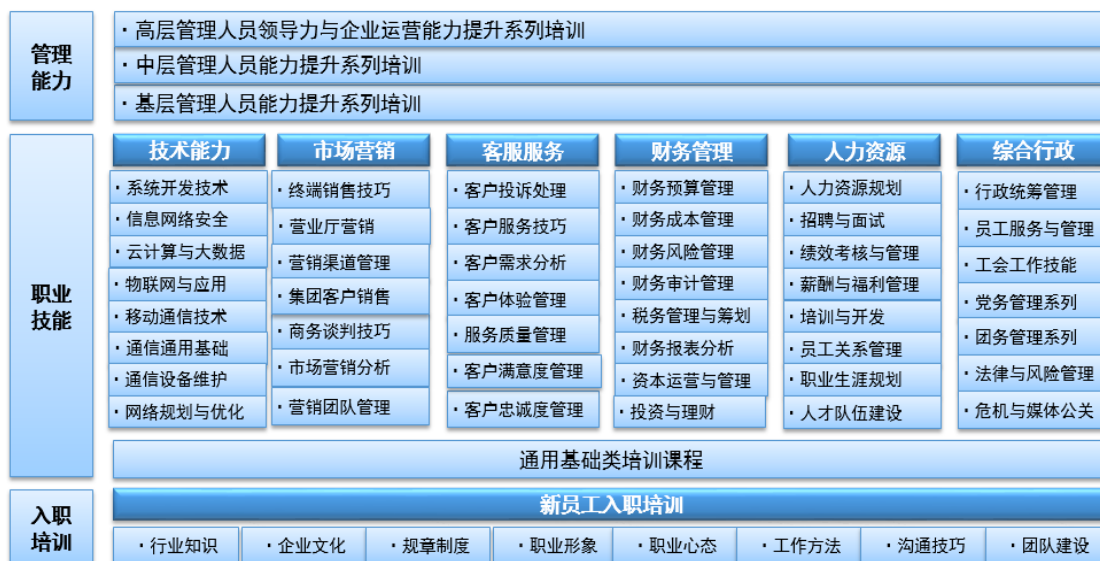 管理
能力
· 高层管理人员领导力与企业运营能力提升系列培训
· 中层管理人员能力提升系列培训
· 基层管理人员能力提升系列培训
职业
技能
技术能力
· 系统开发技术
· 信息网络安全
· 云计算与大数据
· 物联网与应用
· 移动通信技术
· 通信通用基础
· 通信设备维护
· 网络规划与优化
市场营销
· 终端销售技巧
· 营业厅营销
· 营销渠道管理
· 集团客户销售
· 商务谈判技巧
· 市场营销分析
· 营销团队管理
客服服务
· 客户投诉处理
· 客户服务技巧
· 客户需求分析
· 客户体验管理
· 服务质量管理
· 客户满意度管理
· 客户忠诚度管理
财务管理
· 财务预算管理
· 财务成本管理
· 财务风险管理
· 财务审计管理
· 税务管理与筹划
· 财务报表分析
· 资本运营与管理
· 投资与理财
人力资源
· 人力资源规划
· 招聘与面试
· 绩效考核与管理
· 薪酬与福利管理
· 培训与开发
· 员工关系管理
· 职业生涯规划
· 人才队伍建设
综合行政
· 行政统筹管理
· 员工服务与管理
· 工会工作技能
· 党务管理系列
· 团务管理系列
· 法律与风险管理
· 危机与媒体公关
通用基础类培训课程
入职
培训
新员工入职培训
· 行业知识
· 企业文化
· 规章制度
· 职业形象
· 职业心态
· 工作方法
· 沟通技巧
· 团队建设